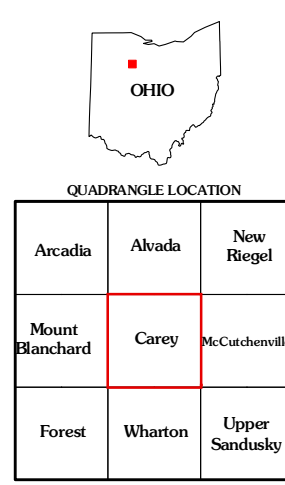 OHIO
QUADRANGLE LOCATION
Arcadia
Alvada
New
Riegel
Mount
Blanchard
Carey
McCutchenvill
Forest
Wharton
Upper
Sandusky